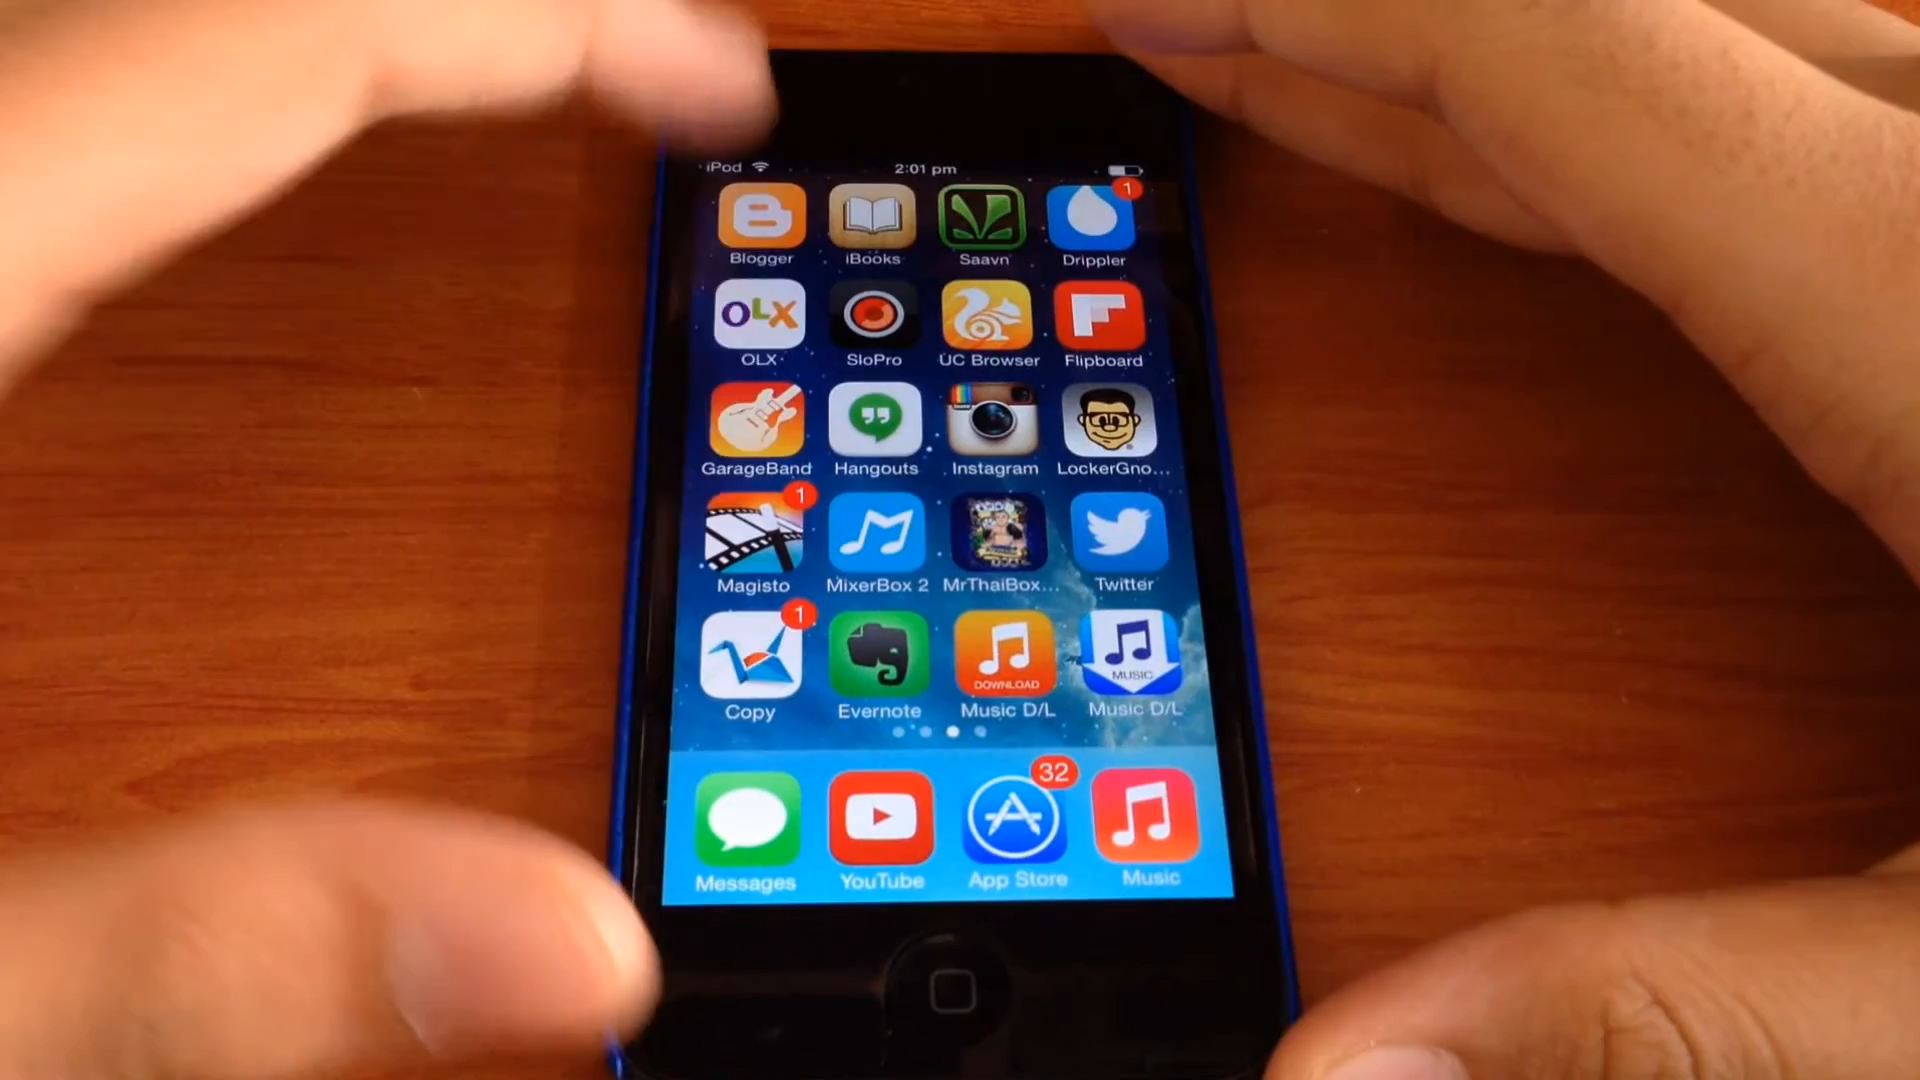 iPod 2:01 pm
1
Blogger iBooks Saavn Drippler
OLX
OLX SloPro UC Browser Flipboard
GarageBand Hangouts Instagram LockerGno...
1
Magisto MixerBox 2 MrThaiBox... Twitter
1
DOWNLOAD MUSIC
Copy Evernote Music D/L Music D/L
32
Messages YouTube App Store Music